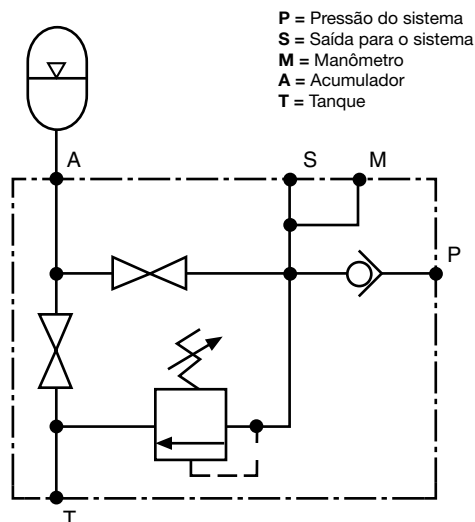 P = Pressão do sistema
S = Saída para o sistema
M = Manômetro
A = Acumulador
T = Tanque
A
S
M
P
T